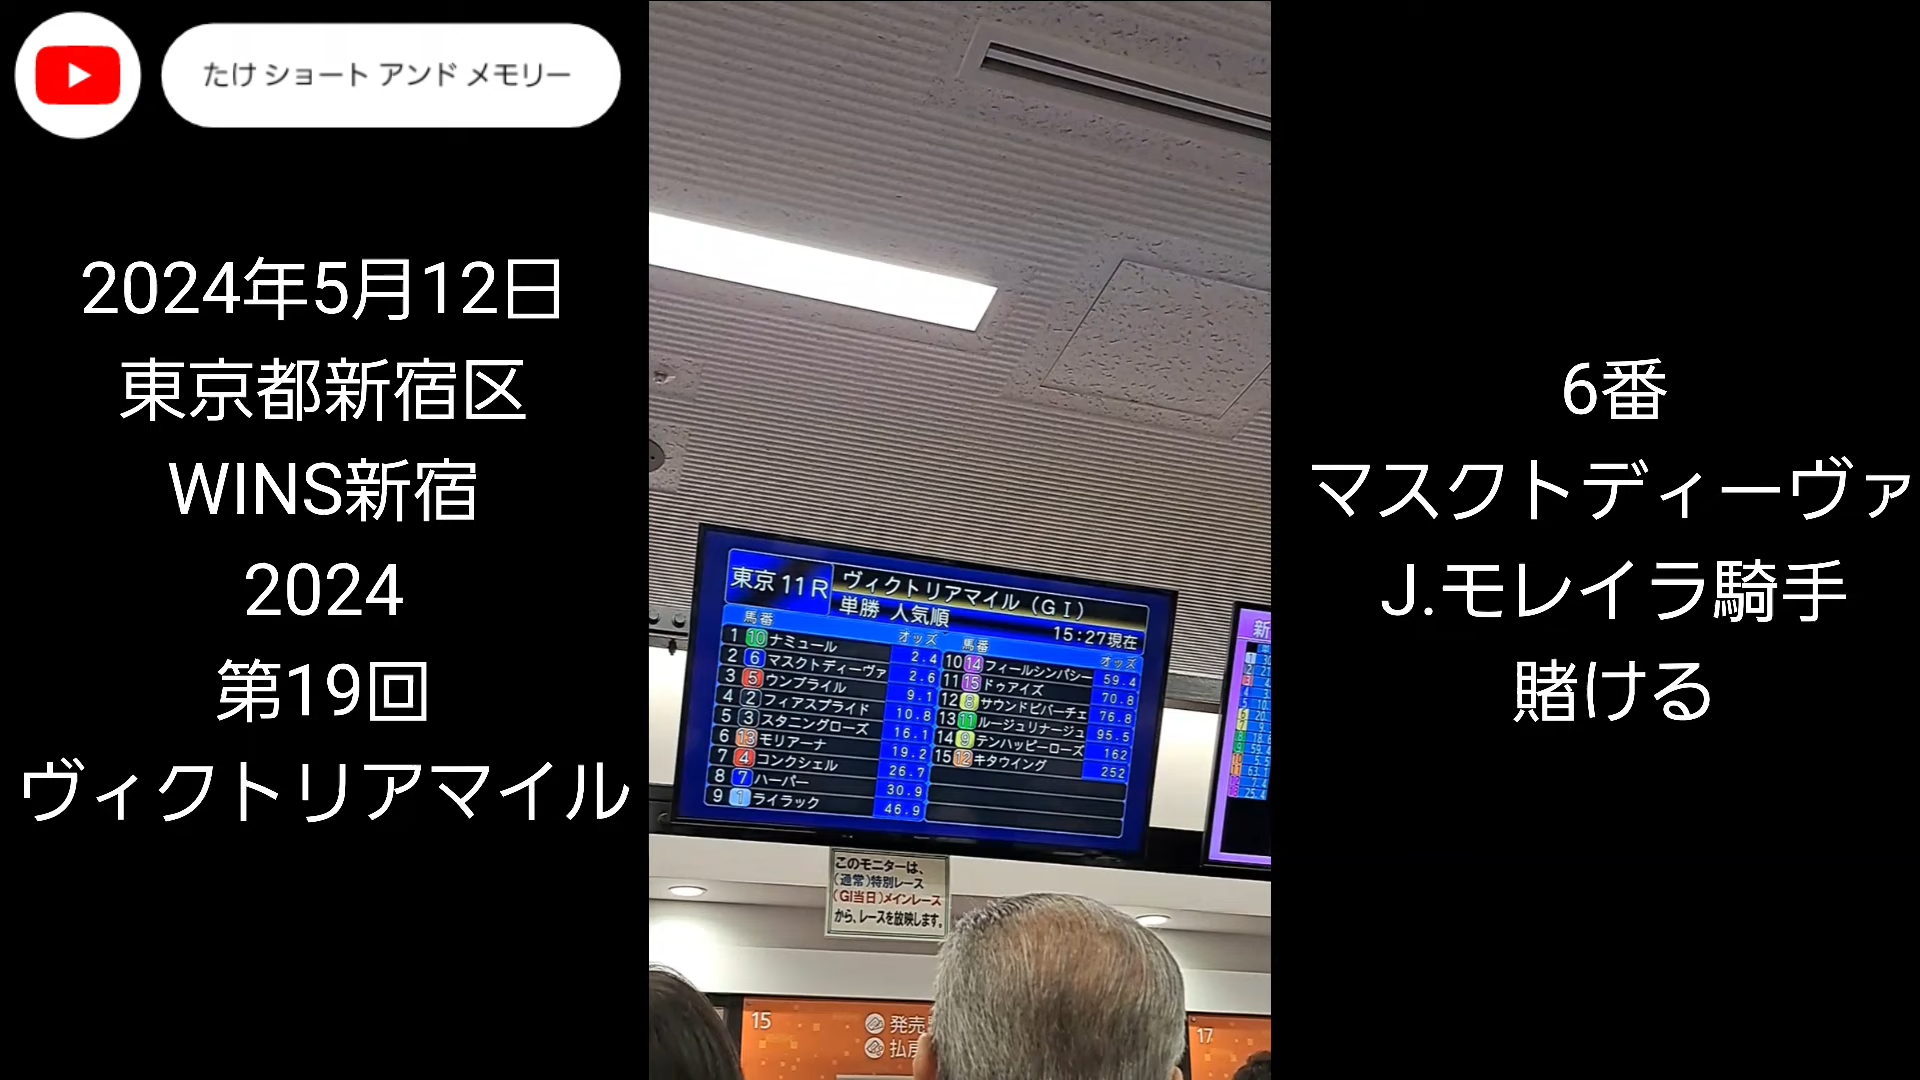 たけ ショート アンド メモリー
2024年5月12日
東京都新宿区
WINS新宿
2024
第19回
ヴィクトリアマイル
東京 11R ヴィクトリアマイル(GI)
単勝 人気順 15:27現在
馬番 オッズ 馬番 オッズ
1 10 ナミュール 2.4
2 6 マスクトディーヴァ 2.6
3 5 ウンブライル 9.1
4 2 フィアスプライド 10.8
5 3 スタニングローズ 16.1
6 13 モリアーナ 19.2
7 4 コンクシェル 26.7
8 7 ハーパー 30.9
9 1 ライラック 46.9
10 14 フィールシンパシー 59.4
11 15 ドゥアイズ 70.8
12 8 サウンドビバーチェ 76.8
13 11 ルージュリナージュ 95.5
14 9 テンハッピーローズ 162
15 12 キタウイング 252
このモニターは、
(通常)特別レース
(GI当日)メインレース
から、レースを放映します。
新
15
発売
払戻
17
6番
マスクトディーヴァ
J.モレイラ騎手
賭ける